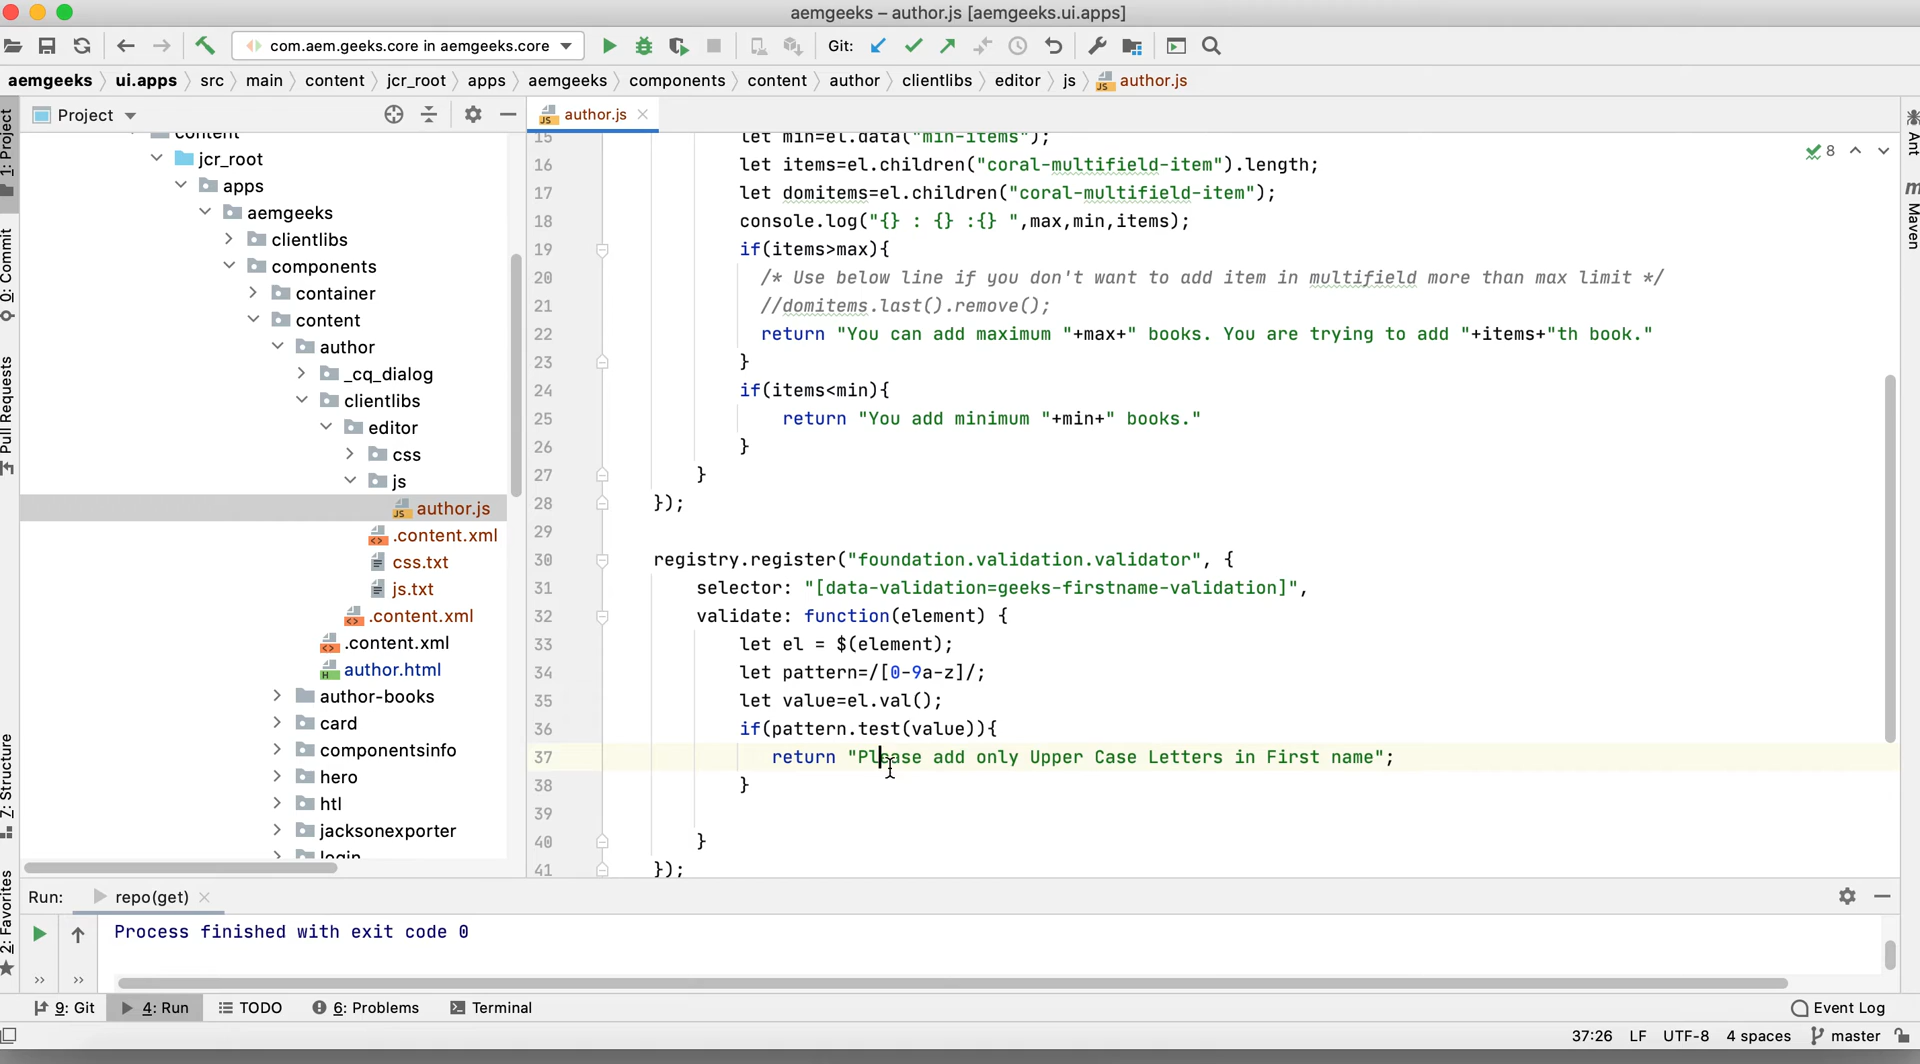 aemgeeks – author.js [aemgeeks.ui.apps]
com.aem.geeks.core in aemgeeks.core
Git:
aemgeeks
ui.apps
src
main
content
jcr_root
apps
aemgeeks
components
content
author
clientlibs
editor
js
author.js
Project
author.js
1: Project
0: Commit
Pull Requests
7: Structure
2: Favorites
Ant
Maven
content
jcr_root
apps
aemgeeks
clientlibs
components
container
content
author
_cq_dialog
clientlibs
editor
css
js
author.js
.content.xml
css.txt
js.txt
.content.xml
.content.xml
author.html
author-books
card
componentsinfo
hero
htl
jacksonexporter
login
8
15 let min=el.data("min-items");
16 let items=el.children("coral-multifield-item").length;
17 let domitems=el.children("coral-multifield-item");
18 console.log("{} : {} :{} ",max,min,items);
19 if(items>max){
20 /* Use below line if you don't want to add item in multifield more than max limit */
21 //domitems.last().remove();
22 return "You can add maximum "+max+" books. You are trying to add "+items+"th book."
23 }
24 if(items<min){
25 return "You add minimum "+min+" books."
26 }
27 }
28 });
29
30 registry.register("foundation.validation.validator", {
31 selector: "[data-validation=geeks-firstname-validation]",
32 validate: function(element) {
33 let el = $(element);
34 let pattern=/[0-9a-z]/;
35 let value=el.val();
36 if(pattern.test(value)){
37 return "Please add only Upper Case Letters in First name";
38 }
39
40 }
41 });
Run:
repo(get)
Process finished with exit code 0
9: Git
4: Run
TODO
6: Problems
Terminal
Event Log
37:26
LF
UTF-8
4 spaces
master